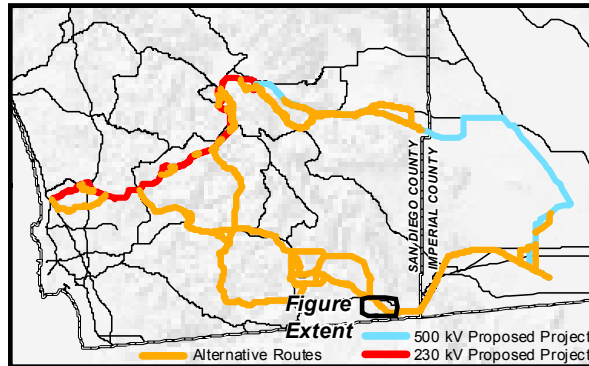 SAN DIEGO COUNTY
IMPERIAL COUNTY
Figure
Extent
500 kV Proposed Project
Alternative Routes
230 kV Proposed Project